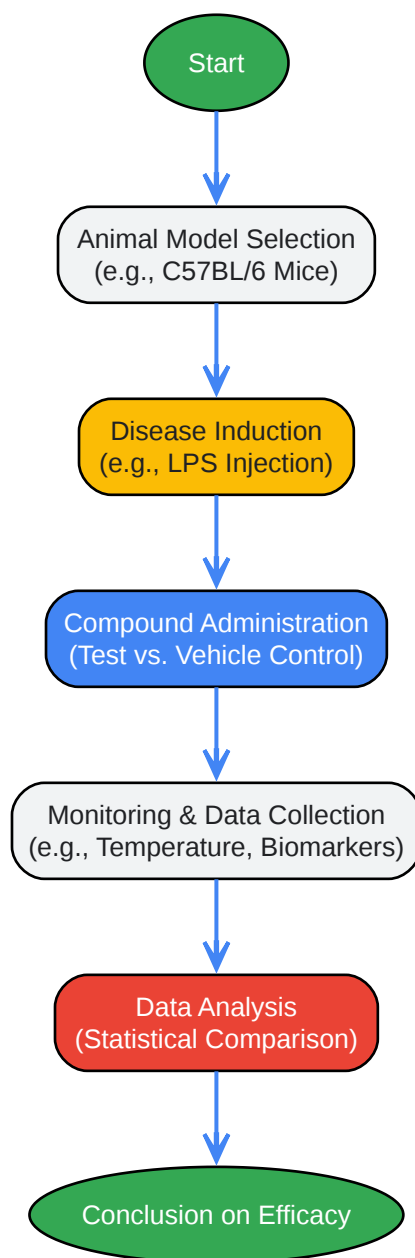 Start
Animal Model Selection
(e.g., C57BL/6 Mice)
Disease Induction
(e.g., LPS Injection)
Compound Administration
(Test vs. Vehicle Control)
Monitoring & Data Collection
(e.g., Temperature, Biomarkers)
Data Analysis
(Statistical Comparison)
Conclusion on Efficacy